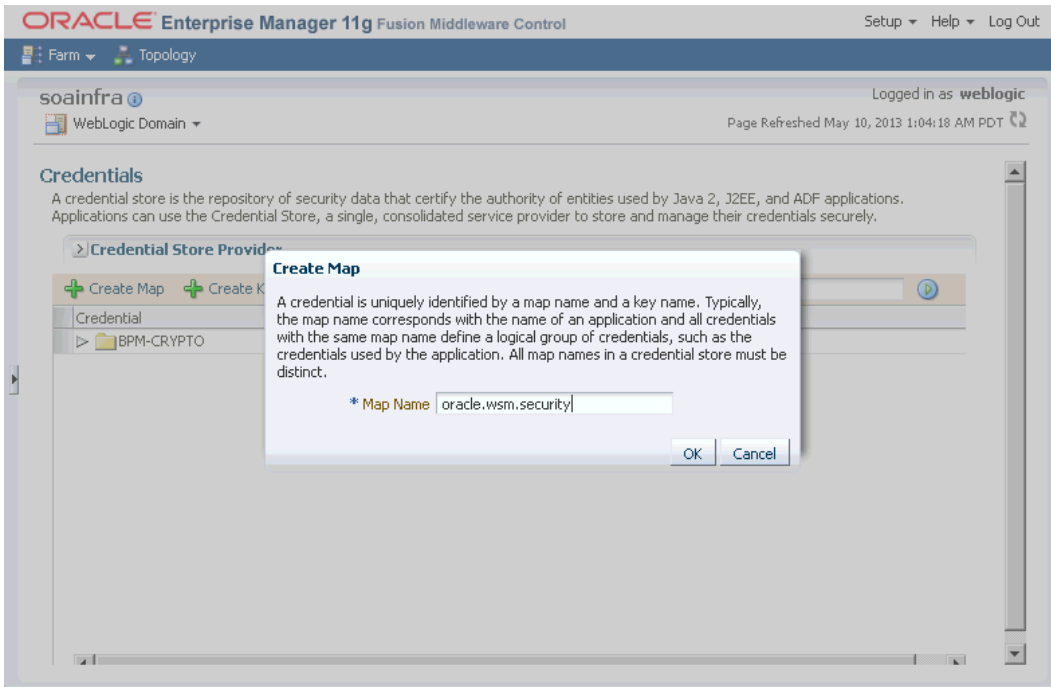 ORACLE Enterprise Manager 11g Fusion Middleware Control
Setup Help Log Out
Farm Topology
soainfra
Logged in as weblogic
WebLogic Domain
Page Refreshed May 10, 2013 1:04:18 AM PDT
Credentials
A credential store is the repository of security data that certify the authority of entities used by Java 2, J2EE, and ADF applications.
Applications can use the Credential Store, a single, consolidated service provider to store and manage their credentials securely.
Credential Store Provider
Create Map Create K
Credential
BPM-CRYPTO
Create Map
A credential is uniquely identified by a map name and a key name. Typically,
the map name corresponds with the name of an application and all credentials
with the same map name define a logical group of credentials, such as the
credentials used by the application. All map names in a credential store must be
distinct.
* Map Name oracle.wsm.security
OK Cancel